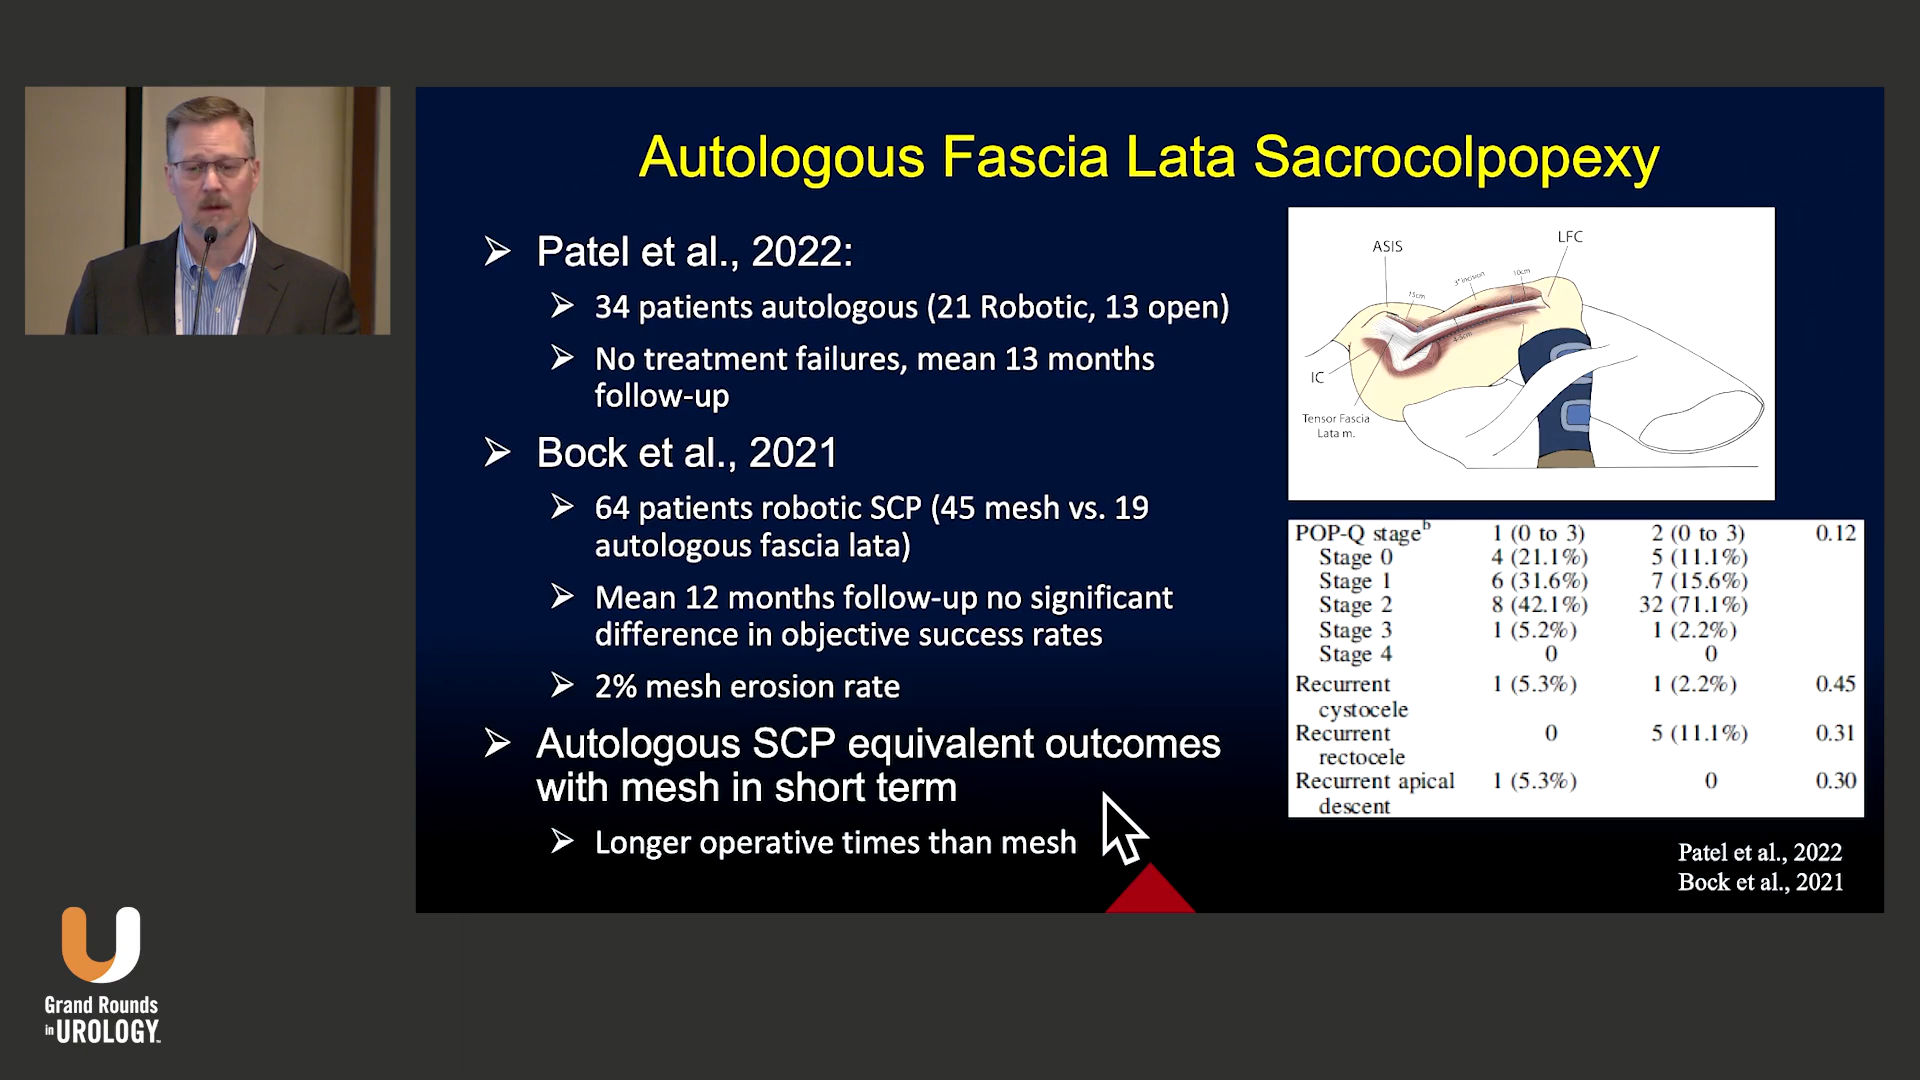 Autologous Fascia Lata Sacrocolpopexy
Patel et al., 2022:
34 patients autologous (21 Robotic, 13 open)
No treatment failures, mean 13 months
follow-up
Bock et al., 2021
64 patients robotic SCP (45 mesh vs. 19
autologous fascia lata)
Mean 12 months follow-up no significant
difference in objective success rates
2% mesh erosion rate
Autologous SCP equivalent outcomes
with mesh in short term
Longer operative times than mesh
ASIS
LFC
15cm
3" incision
10cm
IC
Tensor Fascia
Lata m.
POP-Q stageᵇ 1 (0 to 3) 2 (0 to 3) 0.12
Stage 0 4 (21.1%) 5 (11.1%)
Stage 1 6 (31.6%) 7 (15.6%)
Stage 2 8 (42.1%) 32 (71.1%)
Stage 3 1 (5.2%) 1 (2.2%)
Stage 4 0 0
Recurrent 1 (5.3%) 1 (2.2%) 0.45
cystocele
Recurrent 0 5 (11.1%) 0.31
rectocele
Recurrent apical 1 (5.3%) 0 0.30
descent
Patel et al., 2022
Bock et al., 2021
Grand Rounds
in UROLOGY